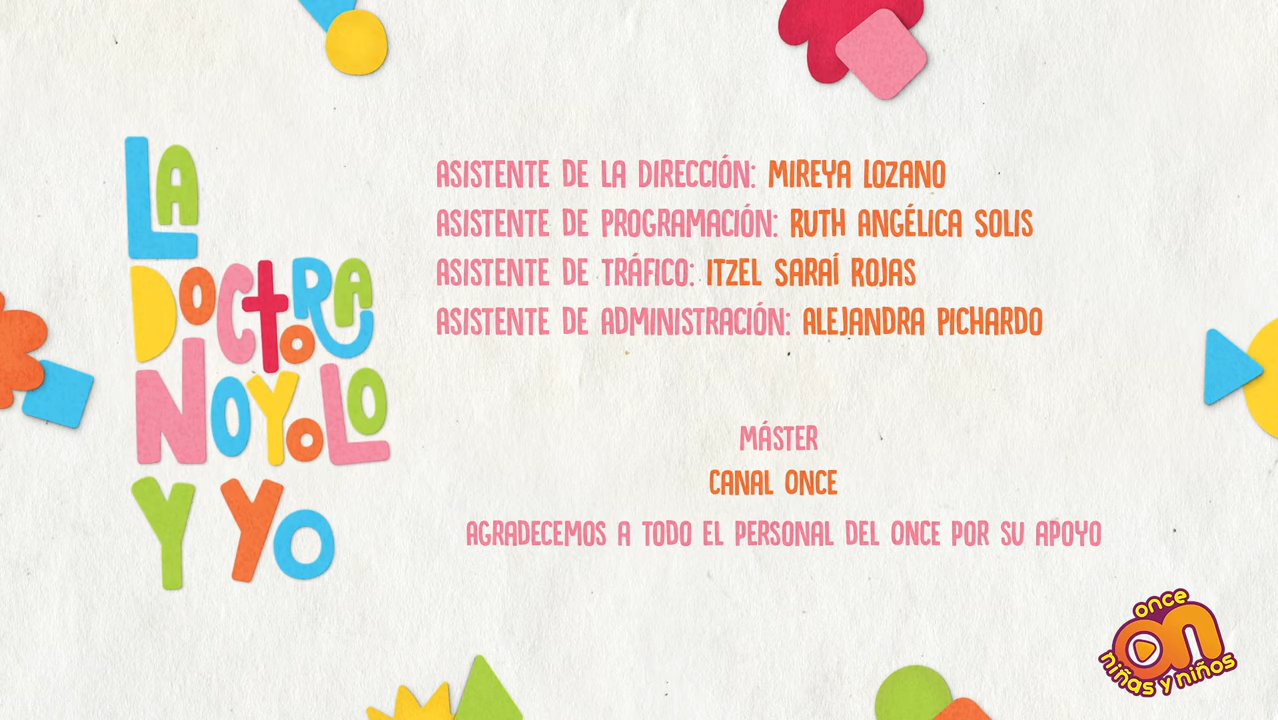 LA
DOCTORA
NOYOLO
Y YO
ASISTENTE DE LA DIRECCIÓN: MIREYA LOZANO
ASISTENTE DE PROGRAMACIÓN: RUTH ANGÉLICA SOLIS
ASISTENTE DE TRÁFICO: ITZEL SARAÍ ROJAS
ASISTENTE DE ADMINISTRACIÓN: ALEJANDRA PICHARDO
MÁSTER
CANAL ONCE
AGRADECEMOS A TODO EL PERSONAL DEL ONCE POR SU APOYO
once
on
niñas y niños